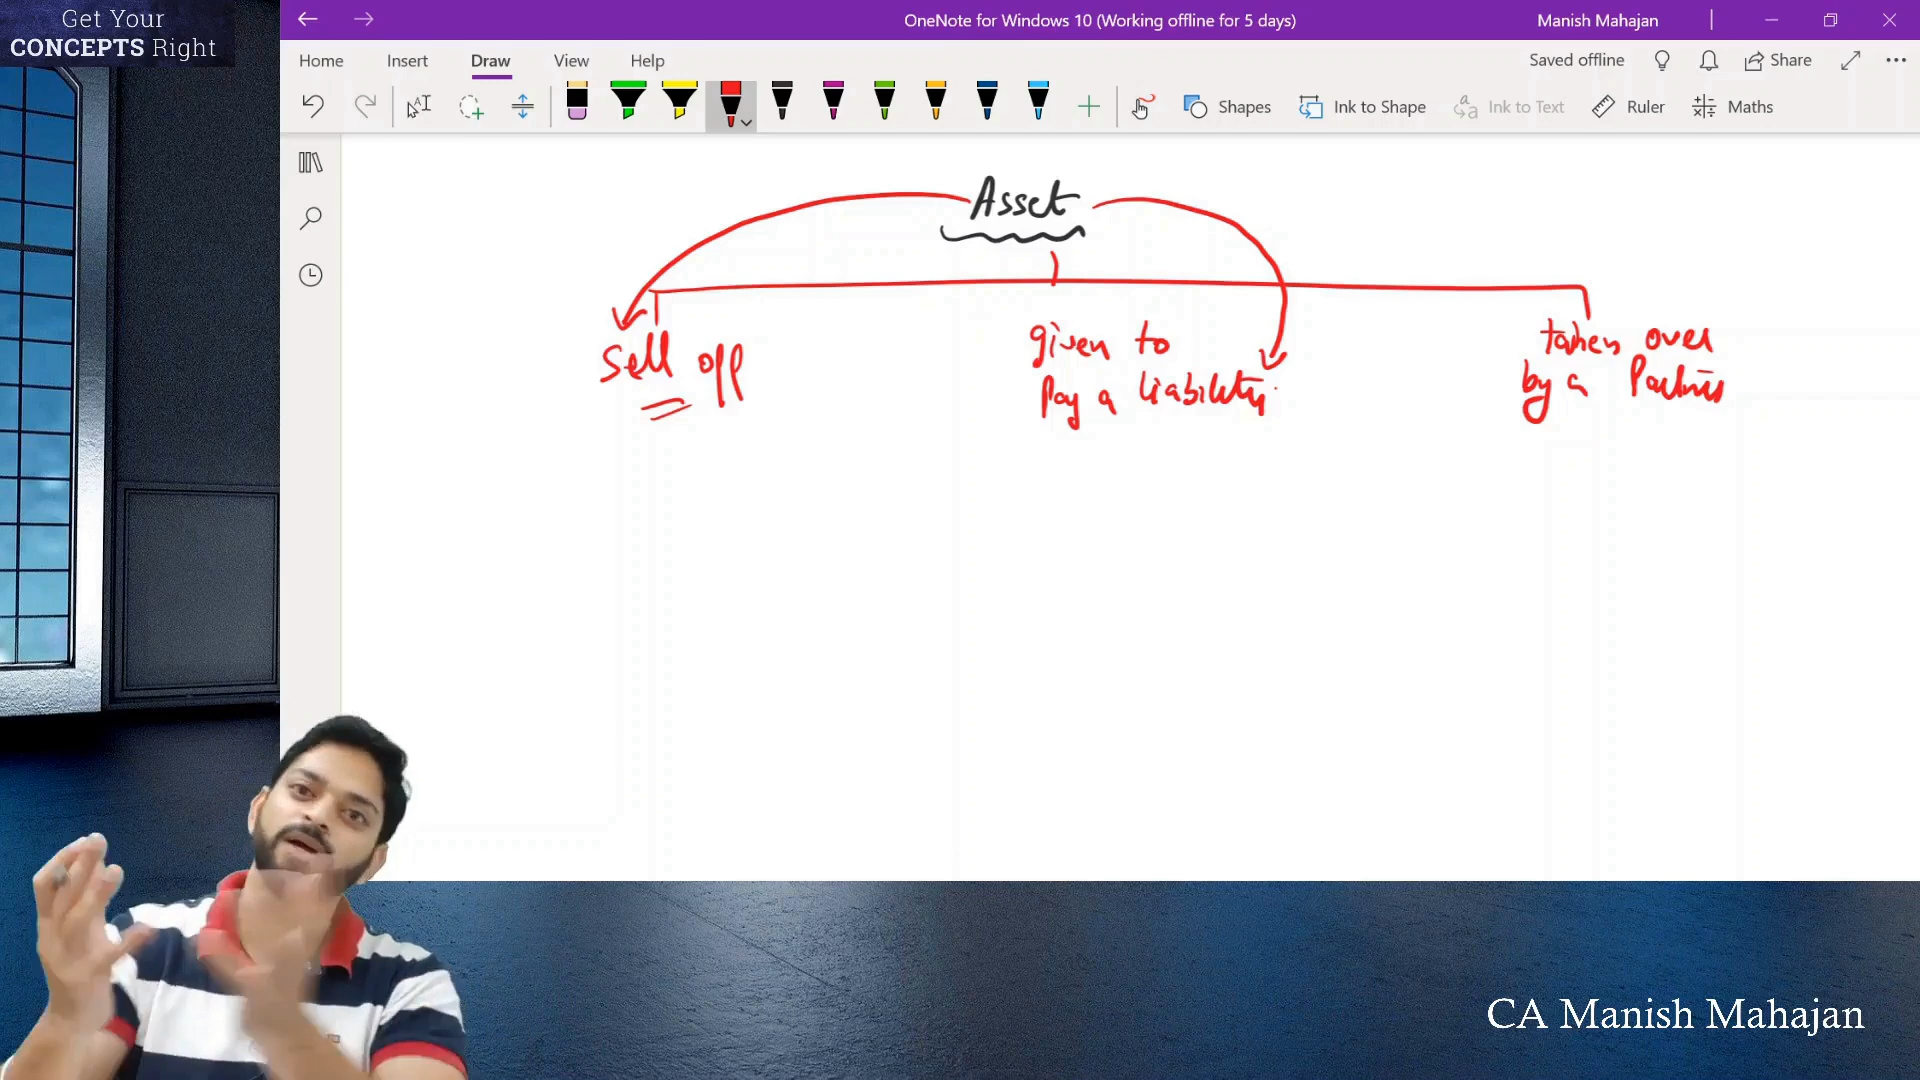 Get Your
CONCEPTS Right
OneNote for Windows 10 (Working offline for 5 days)
Manish Mahajan
Home
Insert
Draw
View
Help
Saved offline
Share
Shapes
Ink to Shape
Ink to Text
Ruler
Maths
Asset
Sell off
given to
Pay a liability
taken over
by a Partner
CA Manish Mahajan